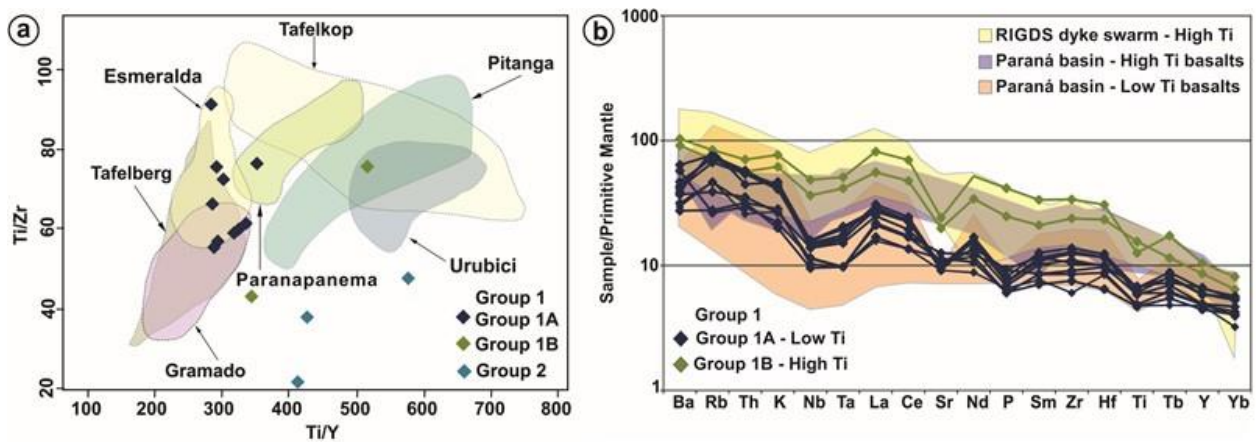 a
Tafelkop
Pitanga
Esmeralda
Tafelberg
Paranapanema
Urubici
Gramado
Group 1
Group 1A
Group 1B
Group 2
Ti/Zr
100
80
60
40
20
100 200 300 400 500 600 700 800
Ti/Y
b
RIGDS dyke swarm - High Ti
Paraná basin - High Ti basalts
Paraná basin - Low Ti basalts
Group 1
Group 1A - Low Ti
Group 1B - High Ti
Sample/Primitive Mantle
1000
100
10
1
Ba Rb Th K Nb Ta La Ce Sr Nd P Sm Zr Hf Ti Tb Y Yb